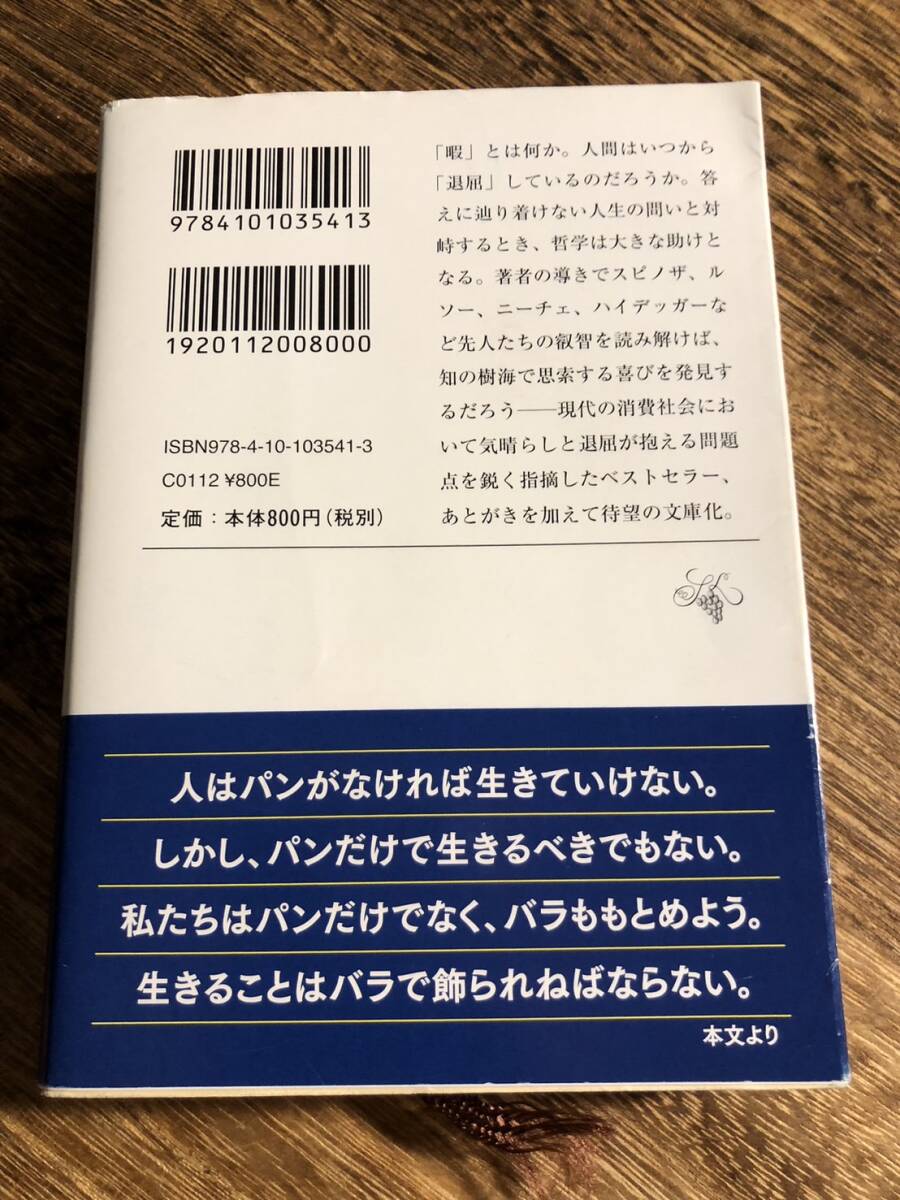 9784101035413
1920112008000
ISBN978-4-10-103541-3
C0112 ¥800E
定価：本体800円（税別）
「暇」とは何か。人間はいつから
「退屈」しているのだろうか。答
えに辿り着けない人生の問いと対
峙するとき、哲学は大きな助けと
なる。著者の導きでスピノザ、ル
ソー、ニーチェ、ハイデッガーな
ど先人たちの叡智を読み解けば、
知の樹海で思索する喜びを発見す
るだろう――現代の消費社会にお
いて気晴らしと退屈が抱える問題
点を鋭く指摘したベストセラー、
あとがきを加えて待望の文庫化。
人はパンがなければ生きていけない。
しかし、パンだけで生きるべきでもない。
私たちはパンだけでなく、バラももとめよう。
生きることはバラで飾られねばならない。
本文より